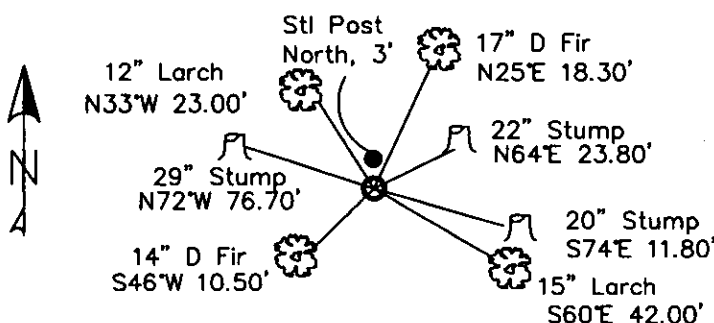 Stl Post
North, 3'
17" D Fir
N25°E 18.30'
12" Larch
N33°W 23.00'
22" Stump
N64°E 23.80'
N
29" Stump
N72°W 76.70'
20" Stump
S74°E 11.80'
14" D Fir
S46°W 10.50'
15" Larch
S60°E 42.00'